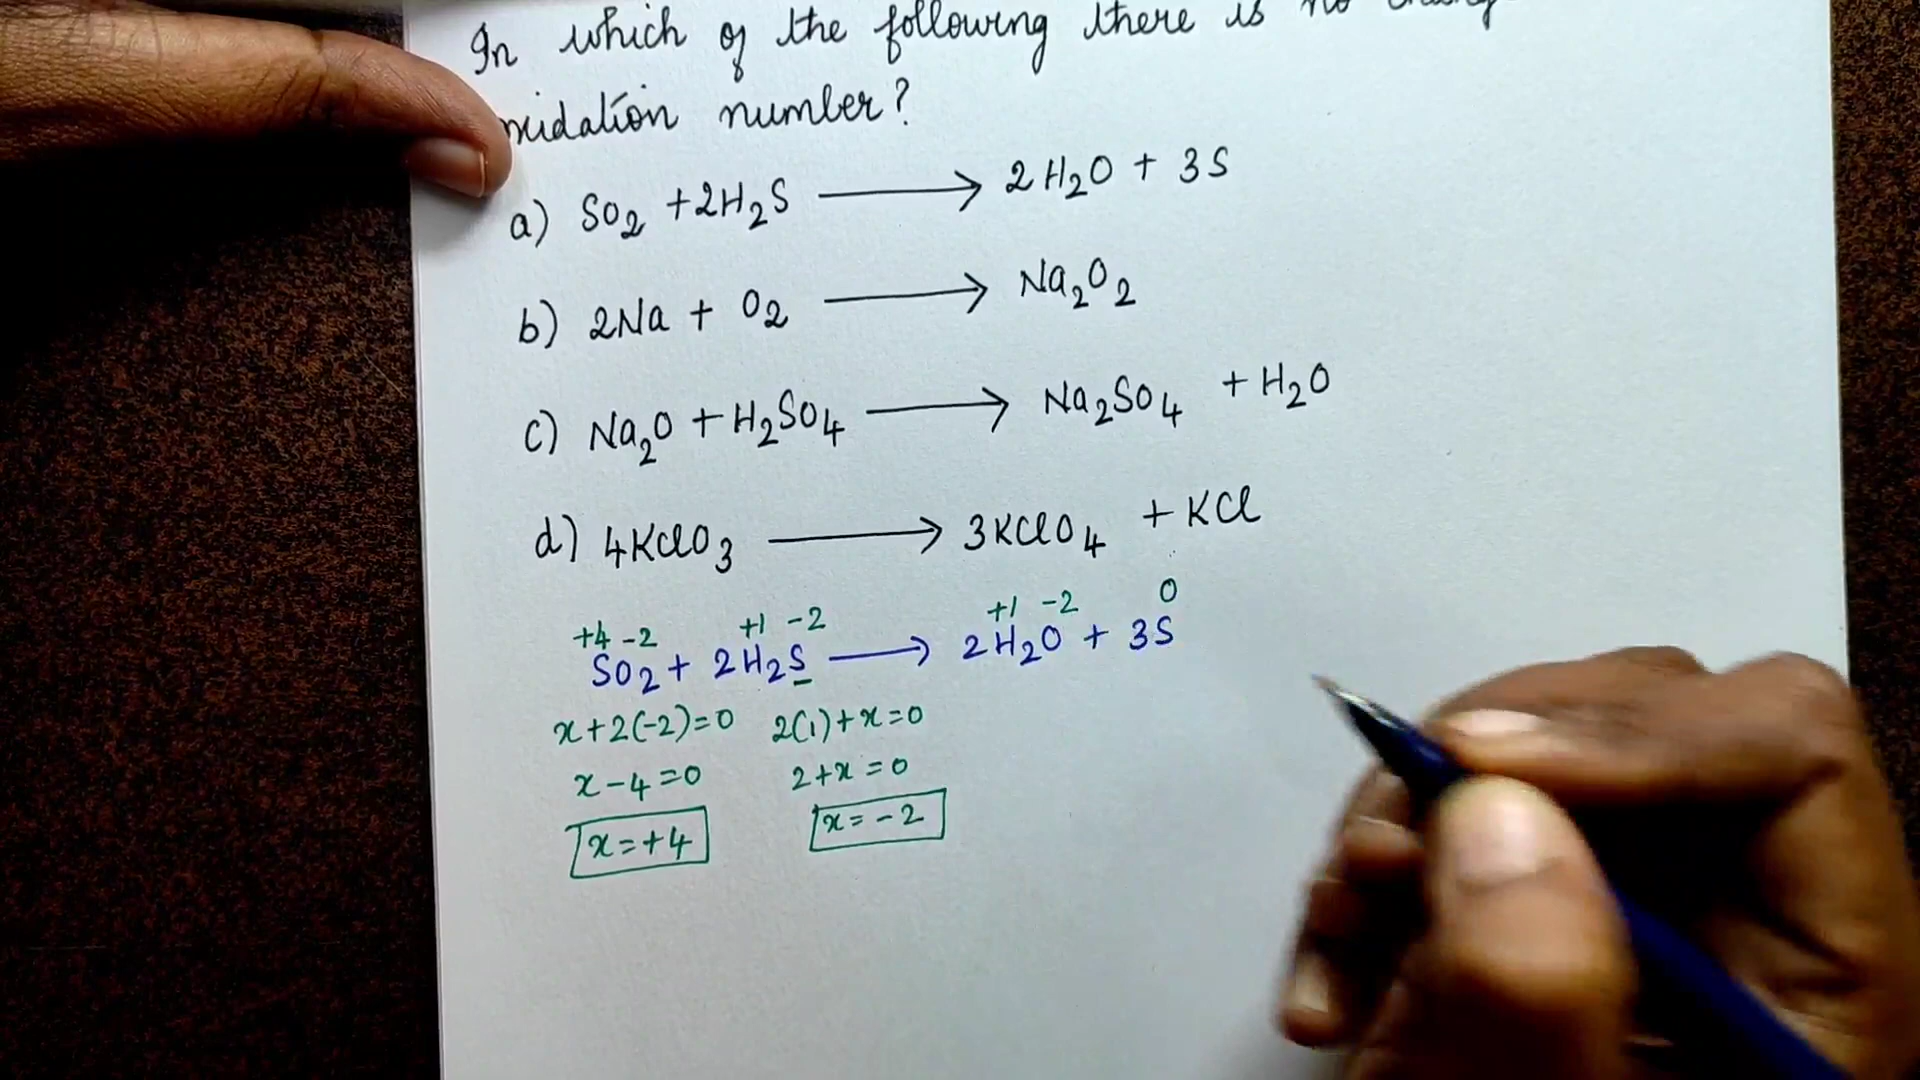 In which of the following there is no
oxidation number?
a) SO2 + 2H2S ⟶ 2H2O + 3S
b) 2Na + O2 ⟶ Na2O2
c) Na2O + H2SO4 ⟶ Na2SO4 + H2O
d) 4KClO3 ⟶ 3KClO4 + KCl
+4 -2 +1 -2 +1 -2 0
SO2 + 2H2S ⟶ 2H2O + 3S
x+2(-2)=0 2(1)+x=0
x-4=0 2+x=0
x=+4 x=-2